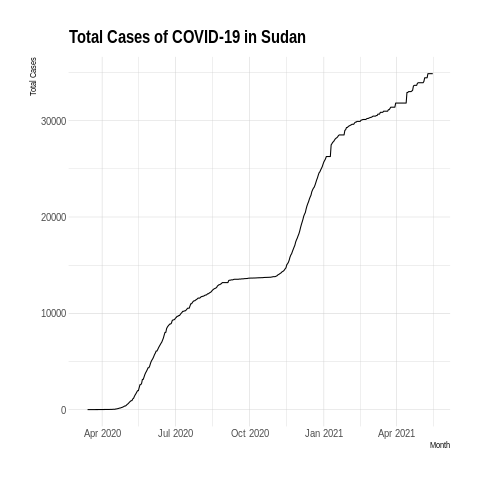 Total Cases of COVID-19 in Sudan
Total Cases
30000
20000
10000
0
Apr 2020 Jul 2020 Oct 2020 Jan 2021 Apr 2021
Month